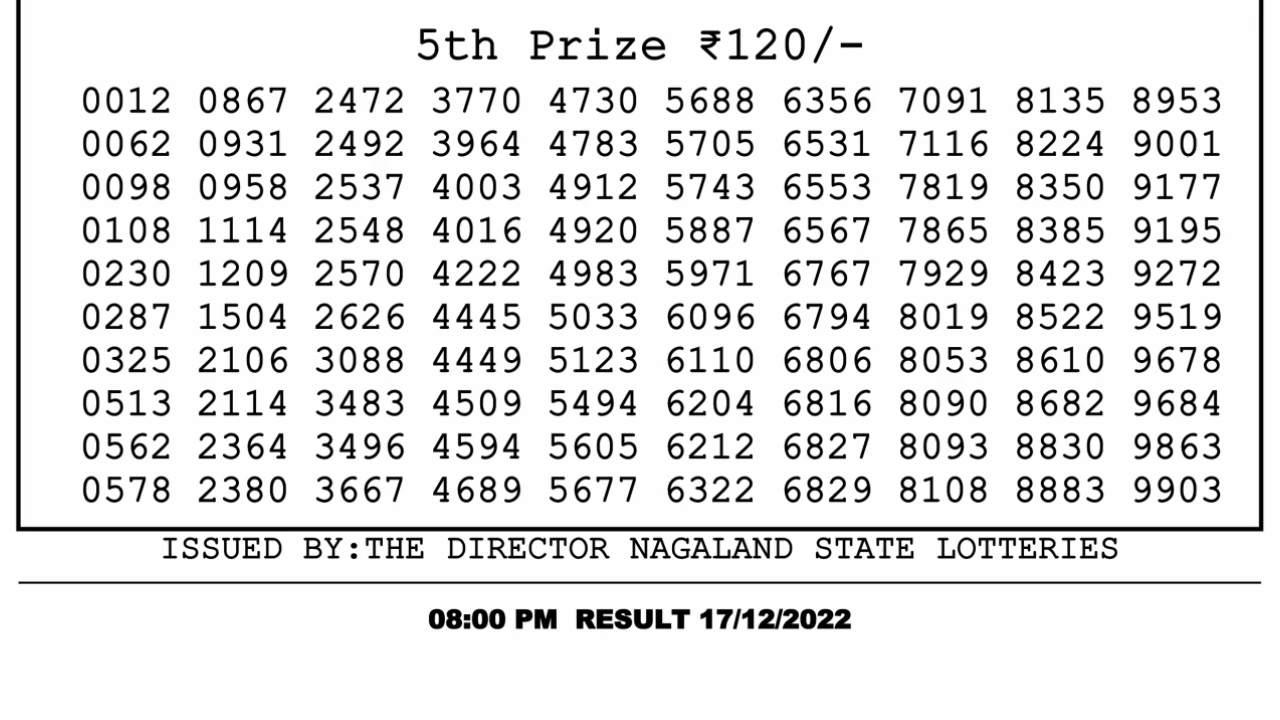 5th Prize ₹120/-
0012 0867 2472 3770 4730 5688 6356 7091 8135 8953
0062 0931 2492 3964 4783 5705 6531 7116 8224 9001
0098 0958 2537 4003 4912 5743 6553 7819 8350 9177
0108 1114 2548 4016 4920 5887 6567 7865 8385 9195
0230 1209 2570 4222 4983 5971 6767 7929 8423 9272
0287 1504 2626 4445 5033 6096 6794 8019 8522 9519
0325 2106 3088 4449 5123 6110 6806 8053 8610 9678
0513 2114 3483 4509 5494 6204 6816 8090 8682 9684
0562 2364 3496 4594 5605 6212 6827 8093 8830 9863
0578 2380 3667 4689 5677 6322 6829 8108 8883 9903
ISSUED BY:THE DIRECTOR NAGALAND STATE LOTTERIES
08:00 PM RESULT 17/12/2022